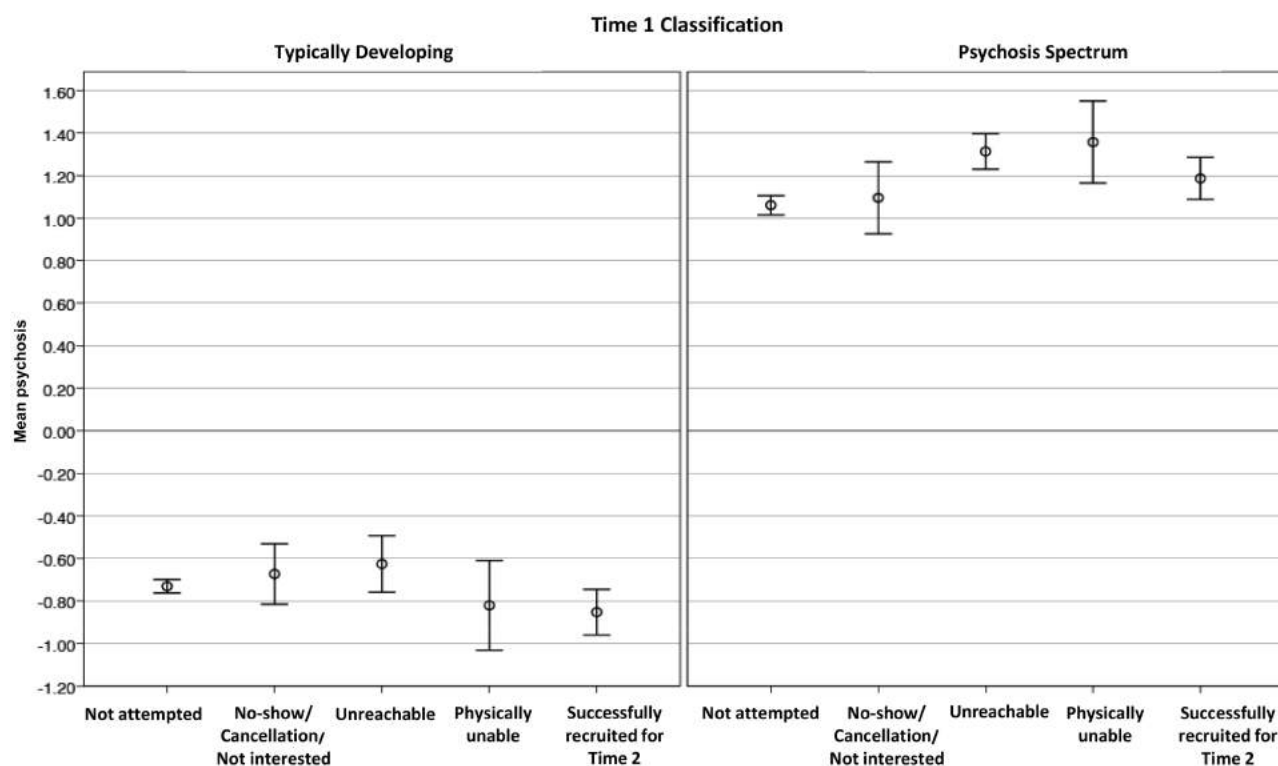 Time 1 Classification
Typically Developing
Psychosis Spectrum
Mean psychosis
1.60
1.40
1.20
1.00
0.80
0.60
0.40
0.20
0.00
-0.20
-0.40
-0.60
-0.80
-1.00
-1.20
Not attempted
No-show/
Cancellation/
Not interested
Unreachable
Physically
unable
Successfully
recruited for
Time 2
Not attempted
No-show/
Cancellation/
Not interested
Unreachable
Physically
unable
Successfully
recruited for
Time 2